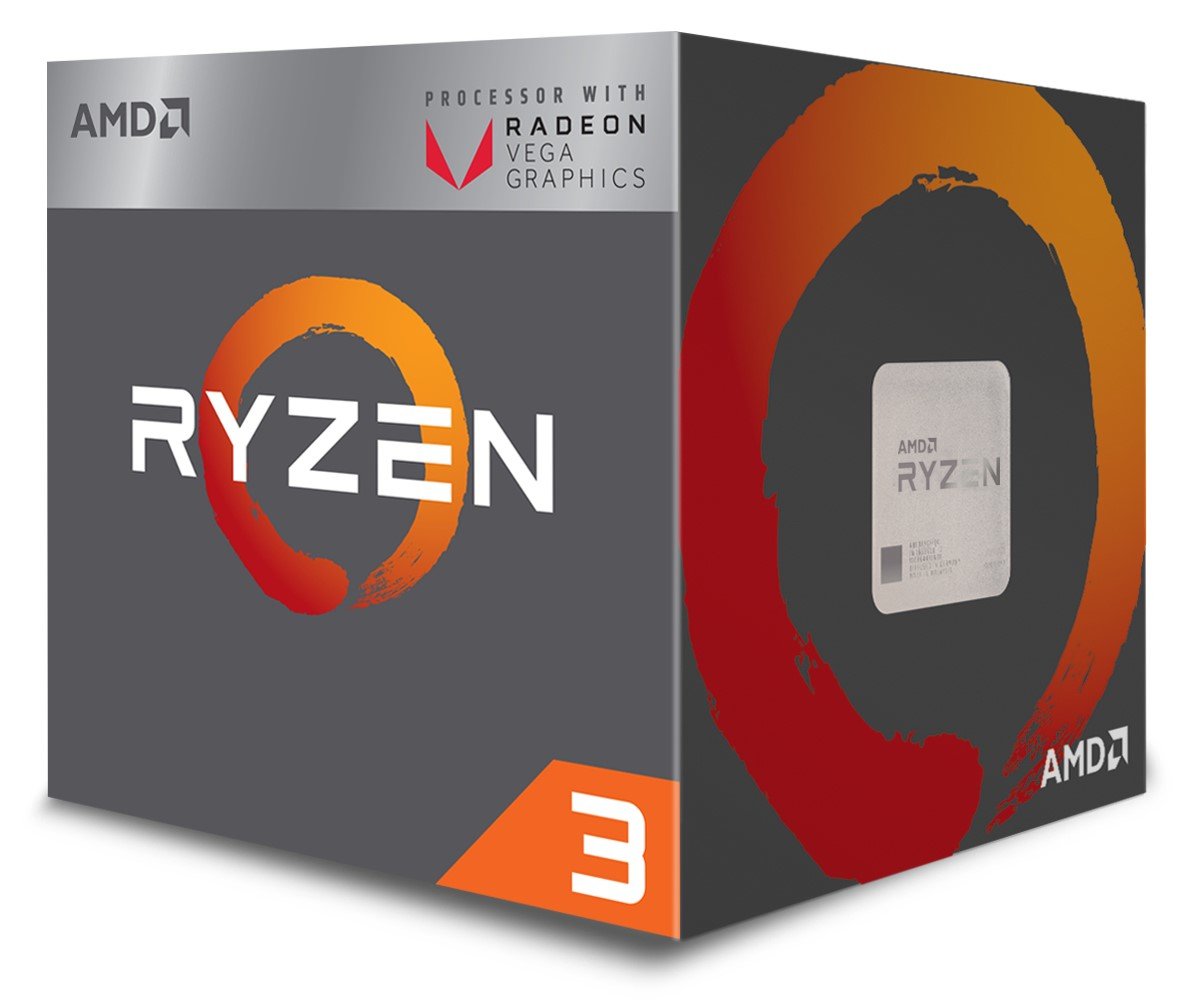 AMD
PROCESSOR WITH
RADEON
VEGA
GRAPHICS
RYZEN
3
AMD
RYZEN
AMD